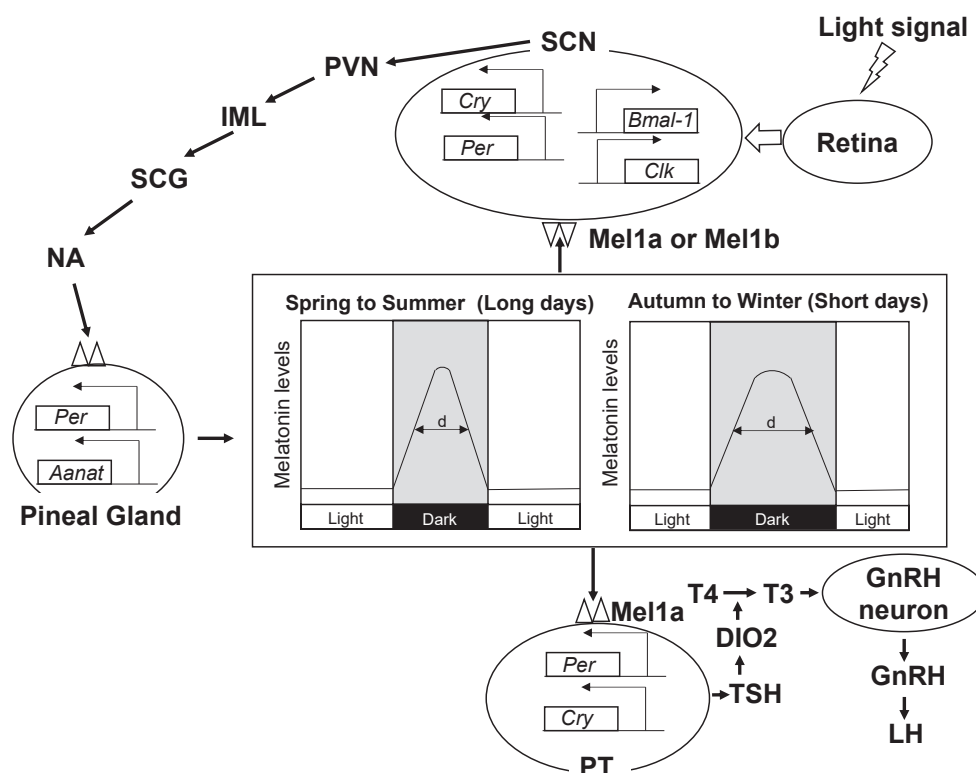 Light signal
SCN
PVN
Cry
IML
Bmal-1
Per
Retina
Clk
SCG
Mel1a or Mel1b
NA
Spring to Summer (Long days)
Autumn to Winter (Short days)
Melatonin levels
d
Light
Dark
Light
Melatonin levels
d
Light
Dark
Light
Per
Aanat
Pineal Gland
Mel1a
T4
T3
GnRH
neuron
DIO2
Per
TSH
GnRH
Cry
LH
PT